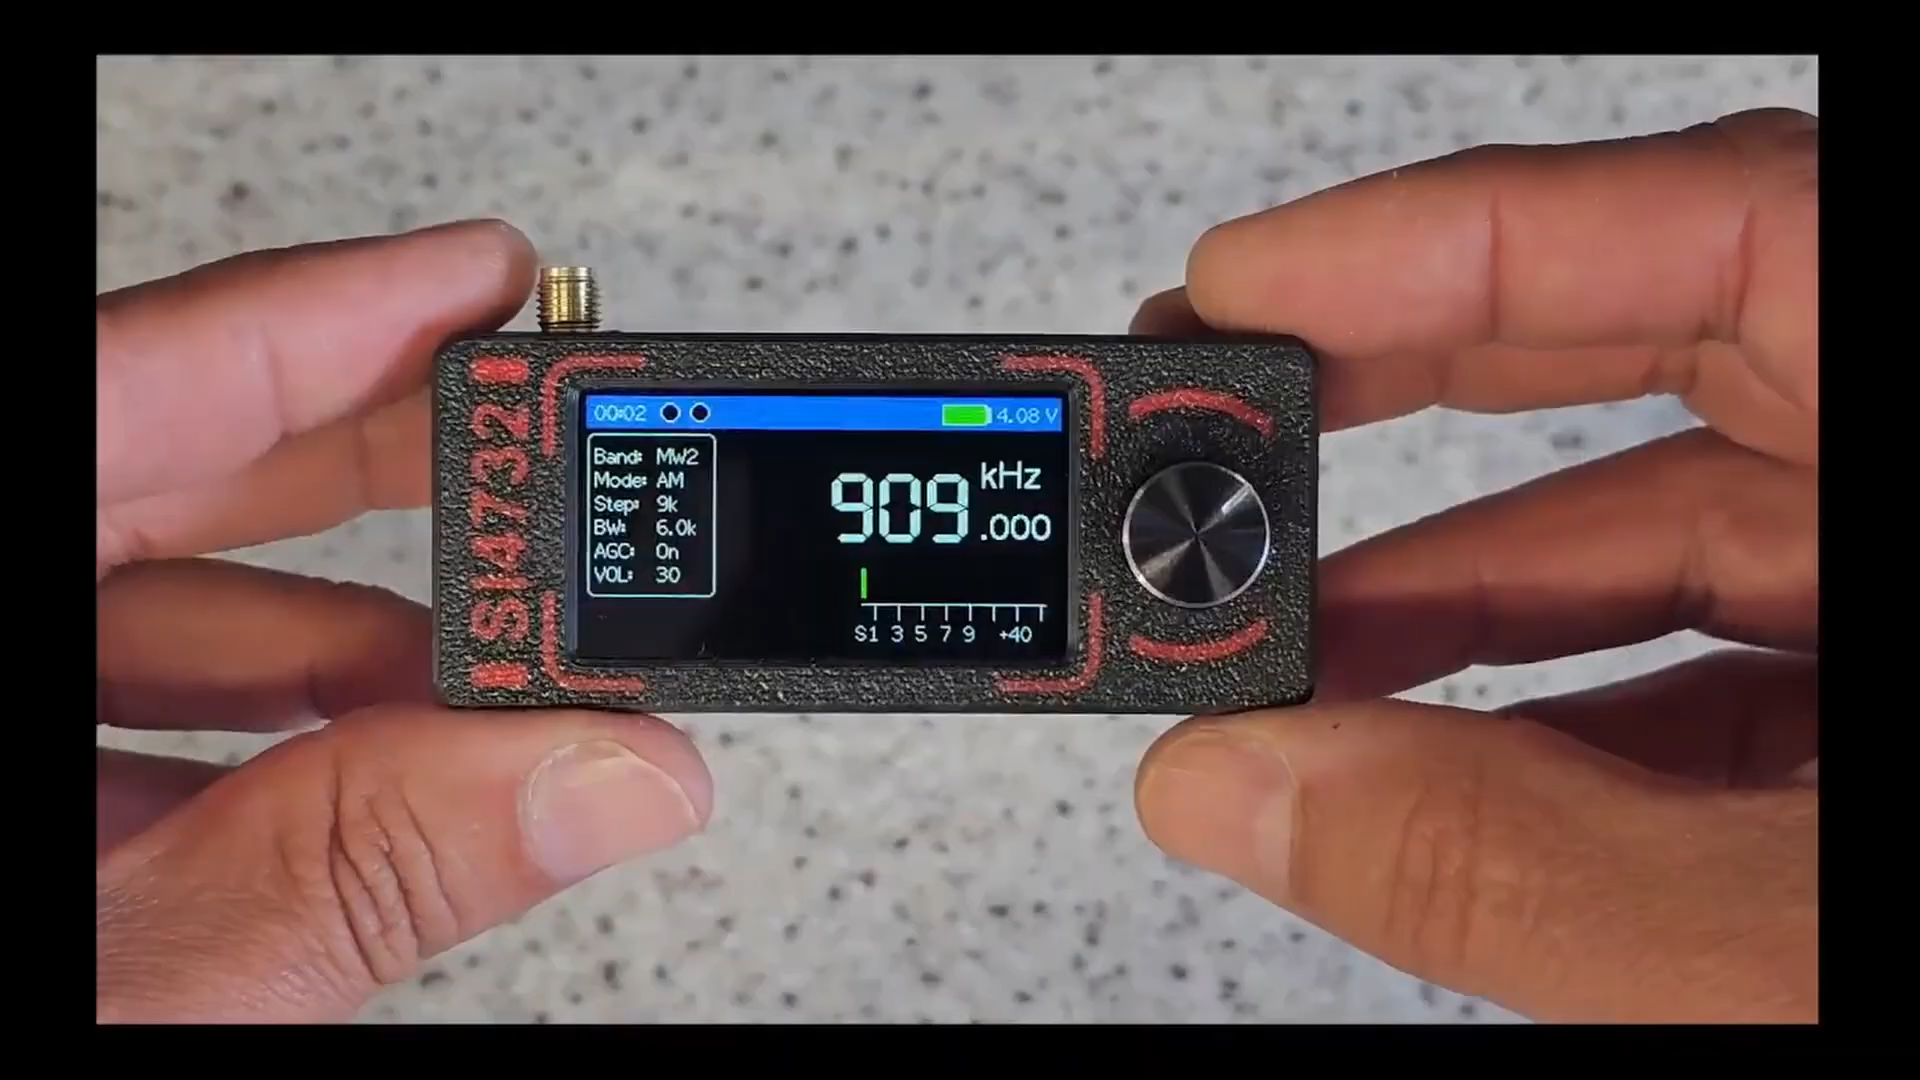 SI4732
00:02
4.08 V
Band: MW2
Mode: AM
Step: 9k
BW: 6.0k
AGC: On
VOL: 30
kHz
909.000
S1 3 5 7 9 +40